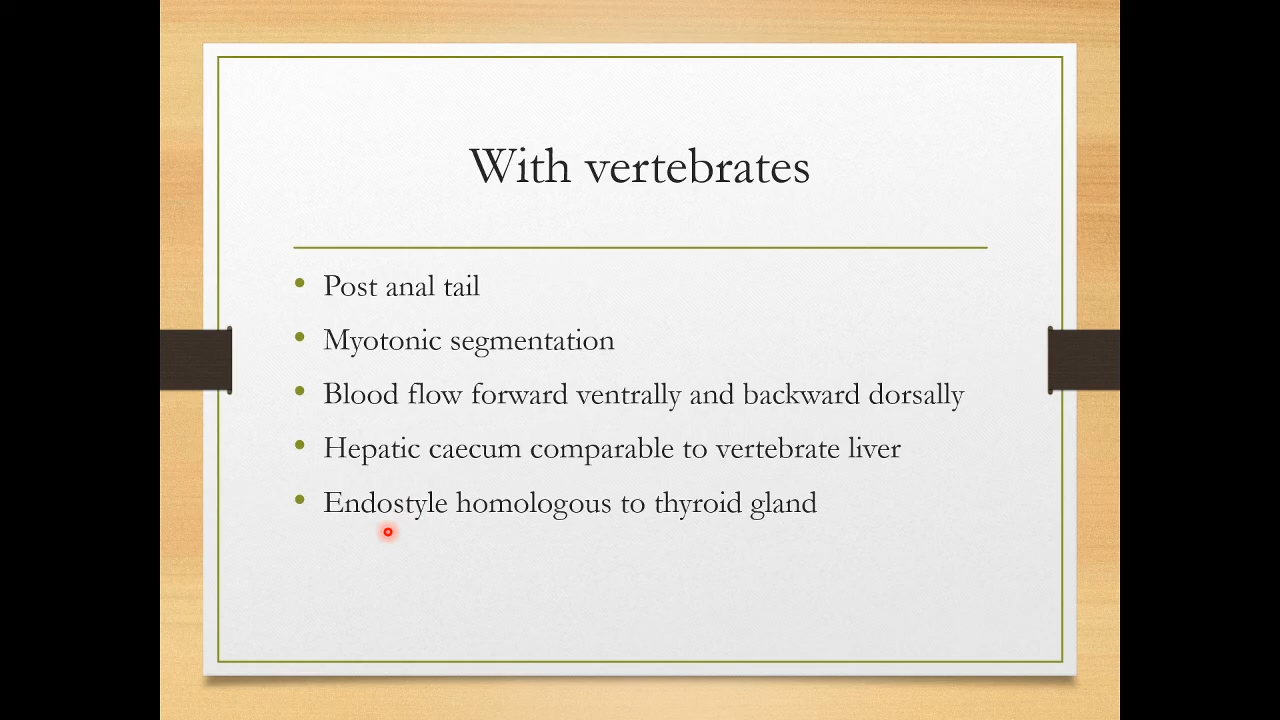 With vertebrates
• Post anal tail
• Myotonic segmentation
• Blood flow forward ventrally and backward dorsally
• Hepatic caecum comparable to vertebrate liver
• Endostyle homologous to thyroid gland